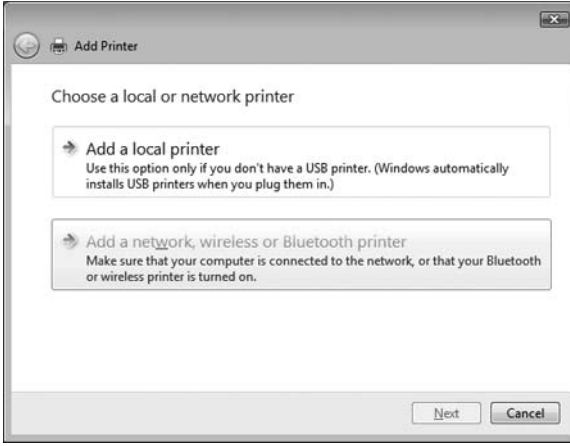 Add Printer
Choose a local or network printer
Add a local printer
Use this option only if you don't have a USB printer. (Windows automatically
installs USB printers when you plug them in.)
Add a network, wireless or Bluetooth printer
Make sure that your computer is connected to the network, or that your Bluetooth
or wireless printer is turned on.
Next Cancel